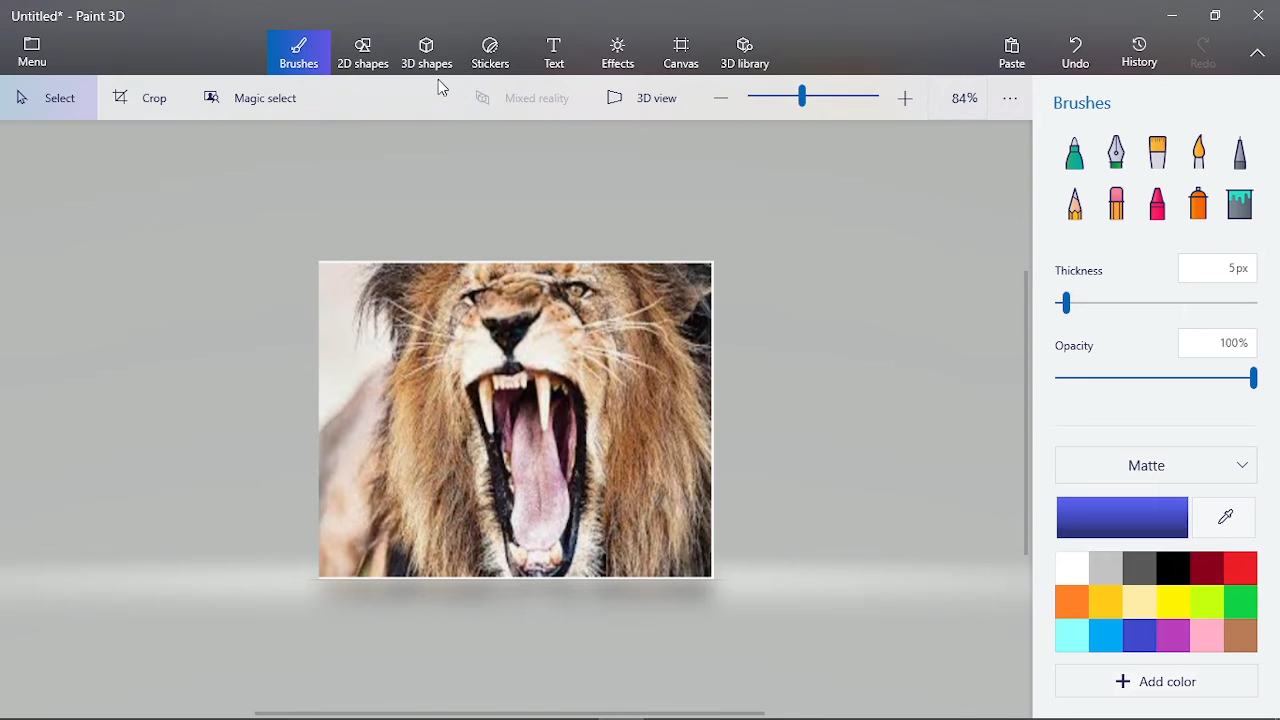 Untitled* - Paint 3D
Menu
Brushes
2D shapes
3D shapes
Stickers
Text
Effects
Canvas
3D library
Paste
Undo
History
Redo
Select
Crop
Magic select
Mixed reality
3D view
84%
Brushes
Thickness
5px
Opacity
100%
Matte
Add color